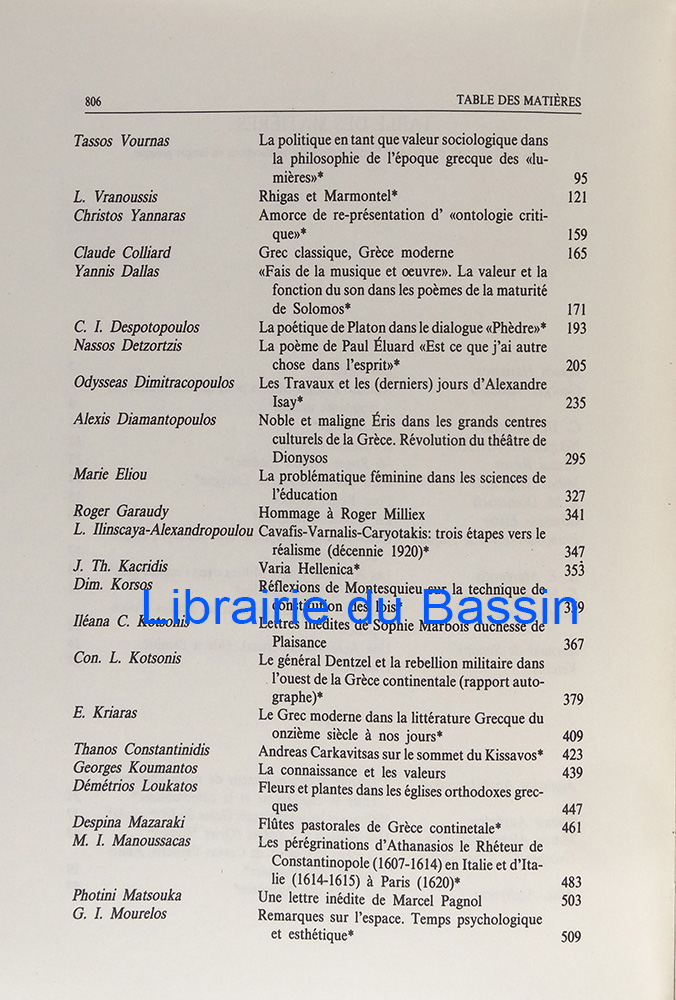 806 TABLE DES MATIÈRES
Tassos Vournas La politique en tant que valeur sociologique dans
la philosophie de l'époque grecque des «lu-
mières»* 95
L. Vranoussis Rhigas et Marmontel* 121
Christos Yannaras Amorce de re-présentation d' «ontologie criti-
que»* 159
Claude Colliard Grec classique, Grèce moderne 165
Yannis Dallas «Fais de la musique et œuvre». La valeur et la
fonction du son dans les poèmes de la maturité
de Solomos* 171
C. I. Despotopoulos La poétique de Platon dans le dialogue «Phèdre»* 193
Nassos Detzortzis La poème de Paul Éluard «Est ce que j'ai autre
chose dans l'esprit»* 205
Odysseas Dimitracopoulos Les Travaux et les (derniers) jours d'Alexandre
Isay* 235
Alexis Diamantopoulos Noble et maligne Éris dans les grands centres
culturels de la Grèce. Révolution du théâtre de
Dionysos 295
Marie Eliou La problématique féminine dans les sciences de
l'éducation 327
Roger Garaudy Hommage à Roger Milliex 341
L. Ilinscaya-Alexandropoulou Cavafis-Varnalis-Caryotakis: trois étapes vers le
réalisme (décennie 1920)* 347
J. Th. Kacridis Varia Hellenica* 353
Dim. Korsos Réflexions de Montesquieu sur la technique de
constitution des lois*
Librairie du Bassin
Iléana C. Kotsonis Lettres inédites de Sophie Marbois duchesse de
Plaisance 367
Con. L. Kotsonis Le général Dentzel et la rebellion militaire dans
l'ouest de la Grèce continentale (rapport auto-
graphe)* 379
E. Kriaras Le Grec moderne dans la littérature Grecque du
onzième siècle à nos jours* 409
Thanos Constantinidis Andreas Carkavitsas sur le sommet du Kissavos* 423
Georges Koumantos La connaissance et les valeurs 439
Démétrios Loukatos Fleurs et plantes dans les églises orthodoxes grec-
ques 447
Despina Mazaraki Flûtes pastorales de Grèce continetale* 461
M. I. Manoussacas Les pérégrinations d'Athanasios le Rhéteur de
Constantinopole (1607-1614) en Italie et d'Ita-
lie (1614-1615) à Paris (1620)* 483
Photini Matsouka Une lettre inédite de Marcel Pagnol 503
G. I. Mourelos Remarques sur l'espace. Temps psychologique
et esthétique* 509